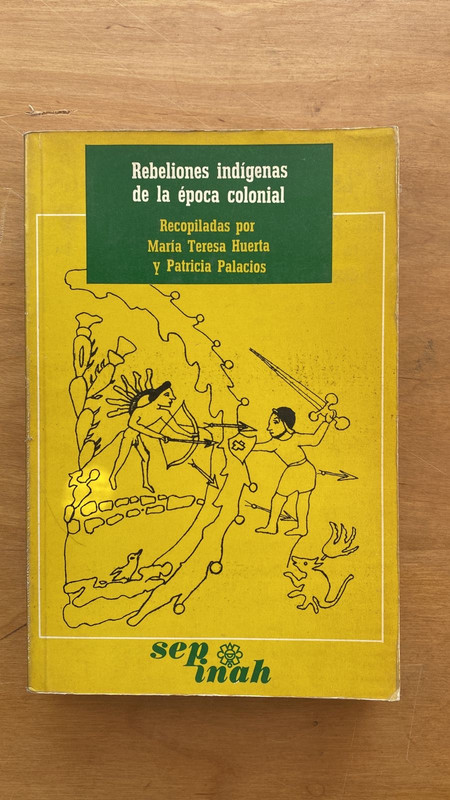 Rebeliones indígenas
de la época colonial
Recopiladas por
María Teresa Huerta
y Patricia Palacios
sep
inah